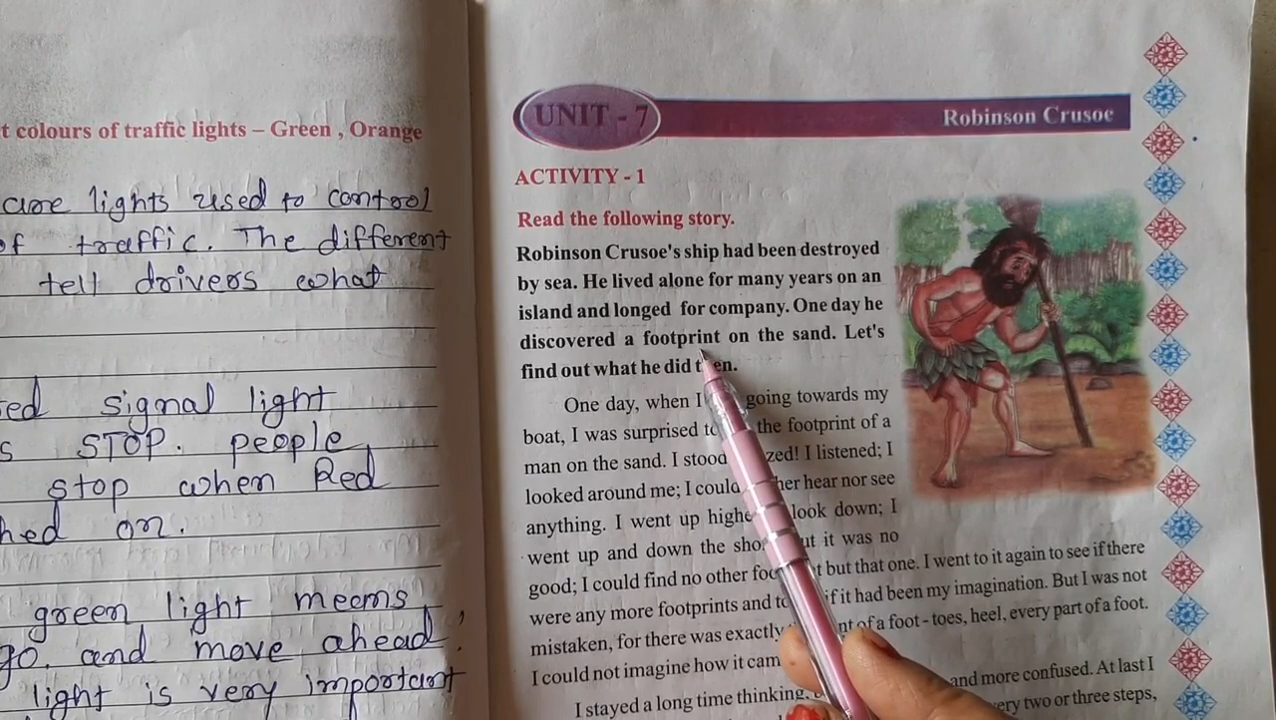 t colours of traffic lights – Green , Orange
are lights used to control
of traffic. The different
tell drivers what
ed signal light
s STOP. people
stop when Red
hed on.
green light means
go and move ahead.
light is very important
UNIT - 7
Robinson Crusoe
ACTIVITY - 1
Read the following story.
Robinson Crusoe's ship had been destroyed
by sea. He lived alone for many years on an
island and longed for company. One day he
discovered a footprint on the sand. Let's
find out what he did then.
One day, when I going towards my
boat, I was surprised the footprint of a
man on the sand. I stood zed! I listened; I
looked around me; I could her hear nor see
anything. I went up highe look down; I
went up and down the sho ut it was no
good; I could find no other foo t but that one. I went to it again to see if there
were any more footprints and to if it had been my imagination. But I was not
mistaken, for there was exactly nt of a foot - toes, heel, every part of a foot.
I could not imagine how it cam
I stayed a long time thinking, and more confused. At last I
very two or three steps,